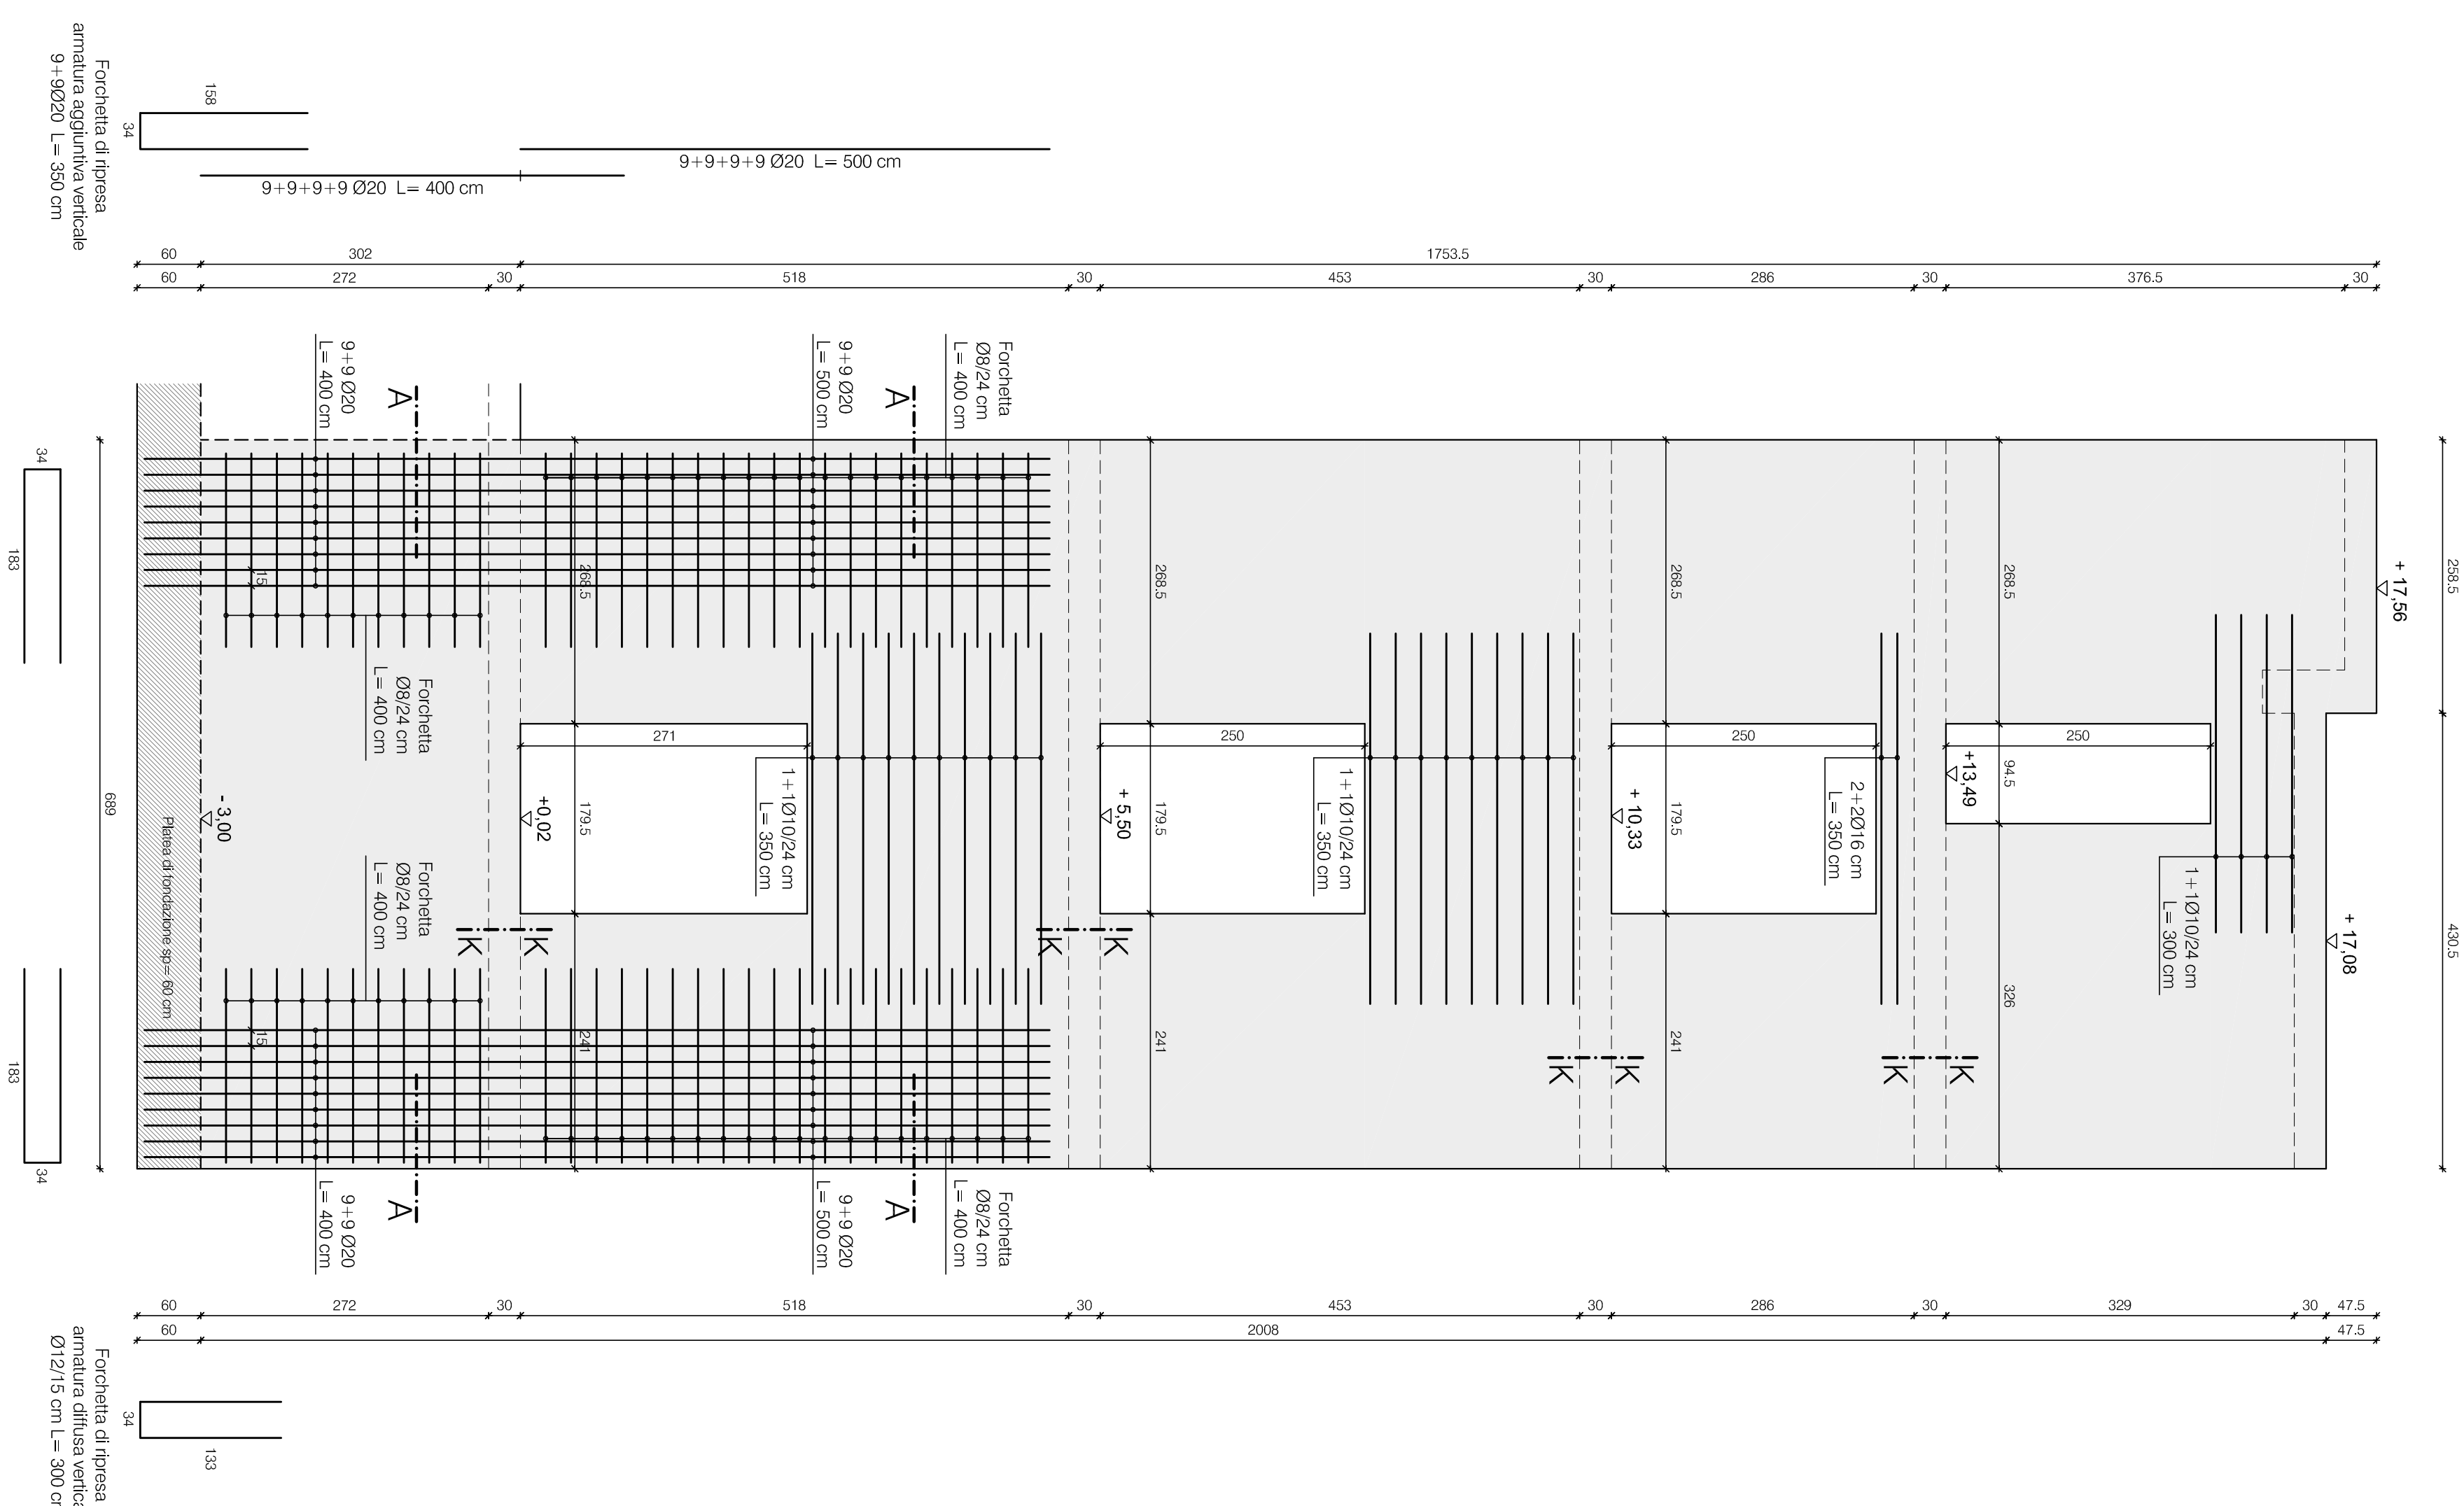 Forchetta di ripresa
armatura aggiuntiva verticale
9+9Ø20 L= 350 cm
158
34
9+9+9+9 Ø20 L= 500 cm
9+9+9+9 Ø20 L= 400 cm
60
302
1753.5
60
272
30
518
30
453
30
286
30
376.5
30
9+9 Ø20
L= 400 cm
A
9+9 Ø20
L= 500 cm
A
Forchetta
Ø8/24 cm
L= 400 cm
34
183
689
15
268.5
268.5
268.5
268.5
+ 17,56
258.5
Forchetta
Ø8/24 cm
L= 400 cm
271
250
250
250
- 3,00
+0,02
179.5
1+1Ø10/24 cm
L= 350 cm
+ 5,50
179.5
1+1Ø10/24 cm
L= 350 cm
+ 10,33
179.5
2+2Ø16 cm
L= 350 cm
+13,49
94.5
1+1Ø10/24 cm
L= 300 cm
Platea di fondazione sp= 60 cm
Forchetta
Ø8/24 cm
L= 400 cm
K
K
K
K
+ 17,08
430.5
326
15
241
241
241
K
K
K
K
183
34
9+9 Ø20
L= 400 cm
A
9+9 Ø20
L= 500 cm
A
Forchetta
Ø8/24 cm
L= 400 cm
60
272
30
518
30
453
30
286
30
329
30
47.5
60
2008
47.5
Forchetta di ripresa
armatura diffusa vertica
Ø12/15 cm L= 300 cm
34
133